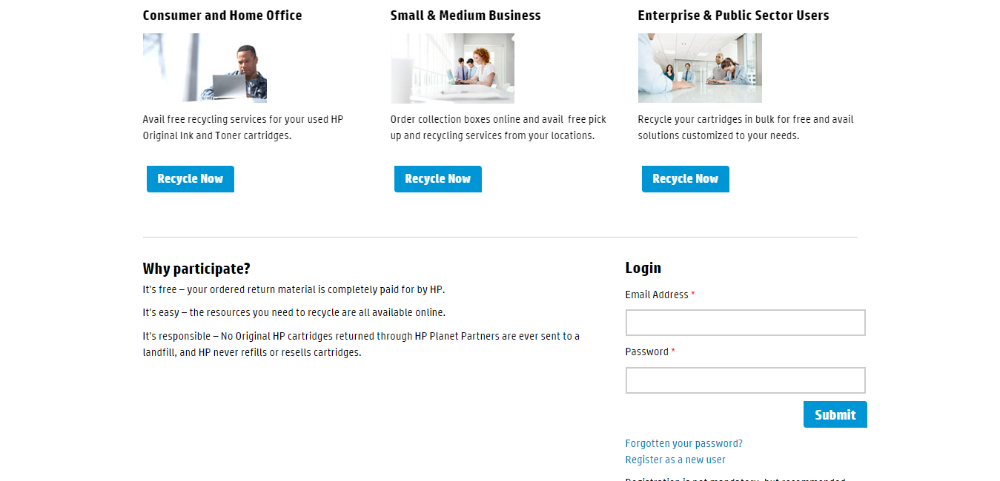 Consumer and Home Office
Avail free recycling services for your used HP
Original Ink and Toner cartridges.
Recycle Now
Small & Medium Business
Order collection boxes online and avail  free pick
up and recycling services from your locations.
Recycle Now
Enterprise & Public Sector Users
Recycle your cartridges in bulk for free and avail
solutions customized to your needs.
Recycle Now
Why participate?
It's free – your ordered return material is completely paid for by HP.
It's easy – the resources you need to recycle are all available online.
It's responsible – No Original HP cartridges returned through HP Planet Partners are ever sent to a
landfill, and HP never refills or resells cartridges.
Login
Email Address *
Password *
Submit
Forgotten your password?
Register as a new user
Registration is not mandatory, but recommended